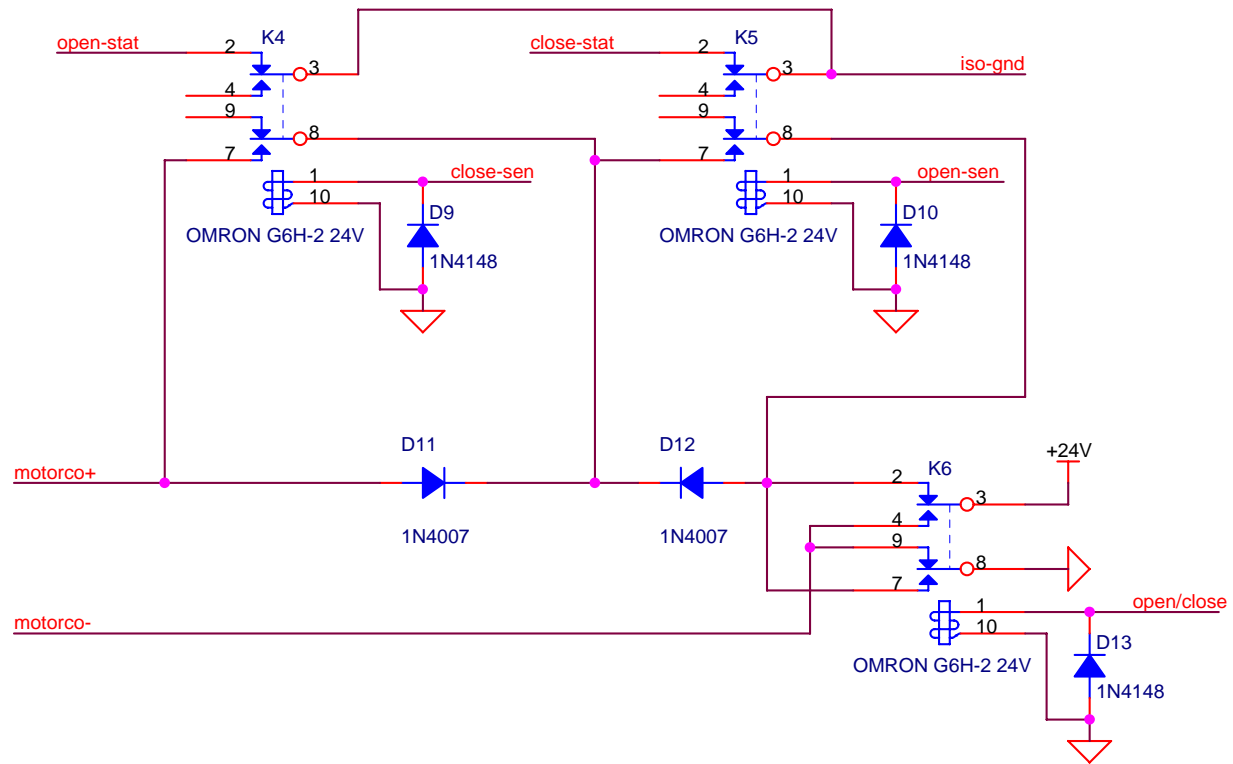 open-stat
2
K4
3
4
9
8
7
1
close-sen
10
D9
OMRON G6H-2 24V
1N4148
close-stat
2
K5
3
iso-gnd
4
9
8
7
1
open-sen
10
D10
OMRON G6H-2 24V
1N4148
motorco+
D11
1N4007
D12
1N4007
+24V
K6
2
3
4
9
8
7
1
open/close
10
motorco-
D13
OMRON G6H-2 24V
1N4148